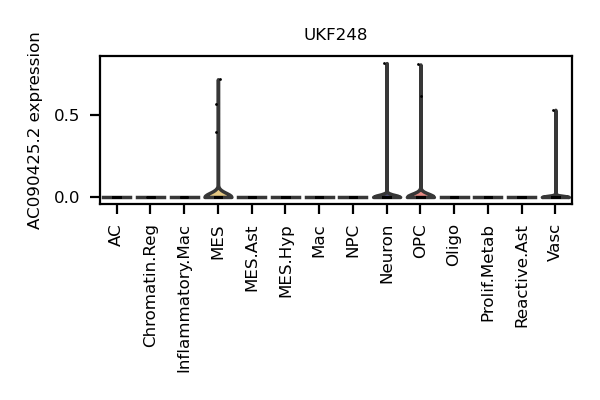 UKF248
AC090425.2 expression
0.5
0.0
AC
Chromatin.Reg
Inflammatory.Mac
MES
MES.Ast
MES.Hyp
Mac
NPC
Neuron
OPC
Oligo
Prolif.Metab
Reactive.Ast
Vasc